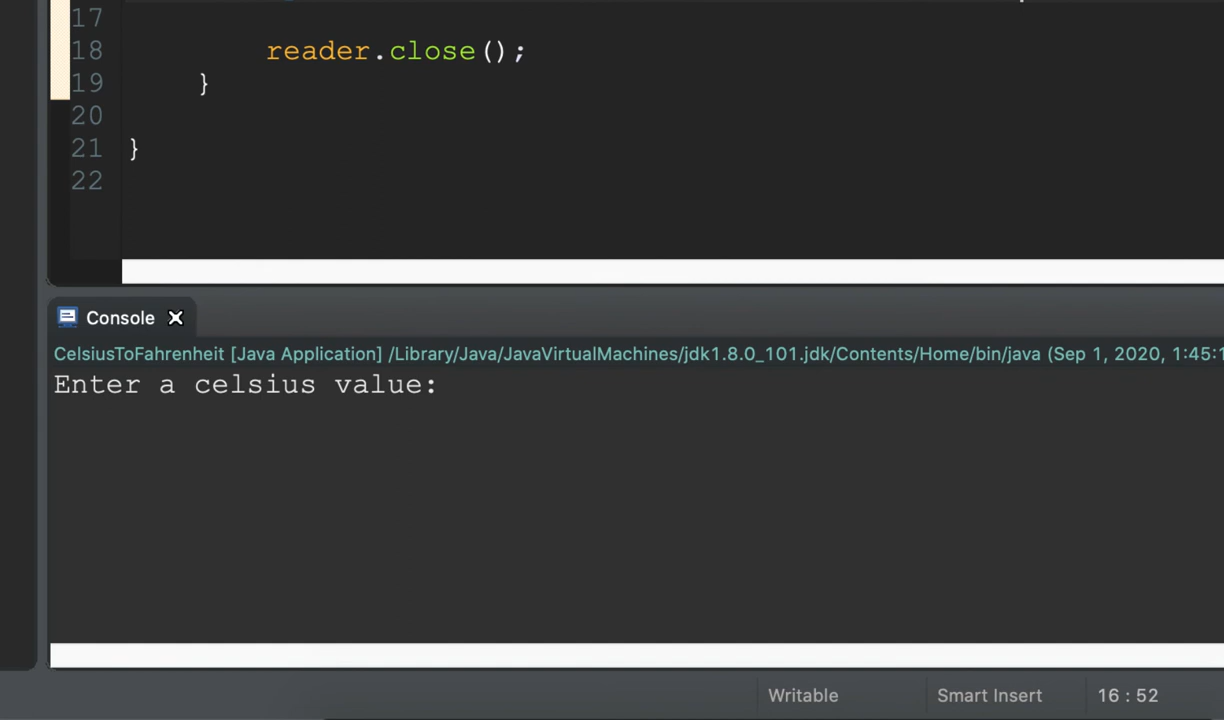 17
18 reader.close();
19 }
20
21 }
22
Console
CelsiusToFahrenheit [Java Application] /Library/Java/JavaVirtualMachines/jdk1.8.0_101.jdk/Contents/Home/bin/java (Sep 1, 2020, 1:45:1
Enter a celsius value:
Writable Smart Insert 16 : 52